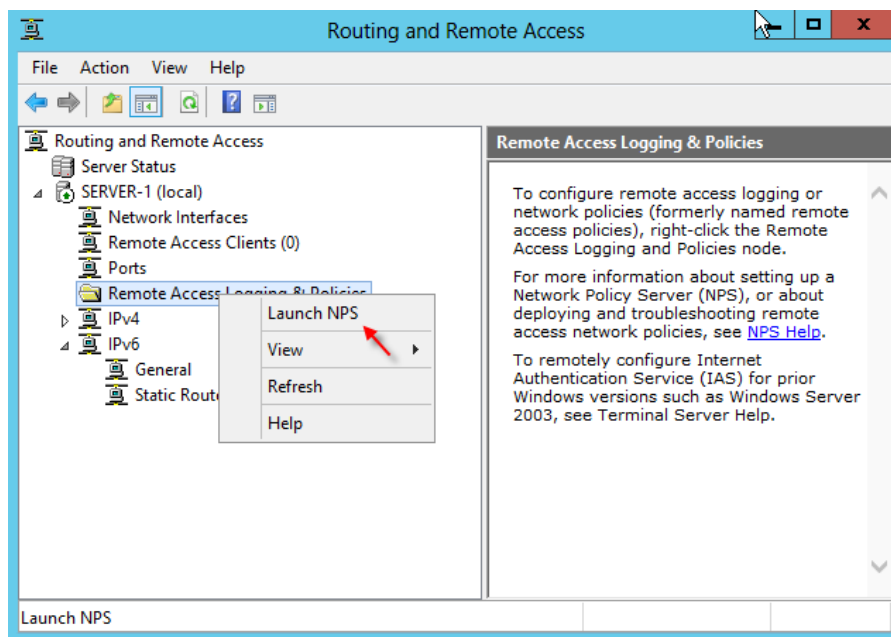 Routing and Remote Access
File Action View Help
Routing and Remote Access
Server Status
SERVER-1 (local)
Network Interfaces
Remote Access Clients (0)
Ports
Remote Access Logging & Policies
IPv4
IPv6
General
Static Route
Launch NPS
View
Refresh
Help
Remote Access Logging & Policies
To configure remote access logging or
network policies (formerly named remote
access policies), right-click the Remote
Access Logging and Policies node.
For more information about setting up a
Network Policy Server (NPS), or about
deploying and troubleshooting remote
access network policies, see NPS Help.
To remotely configure Internet
Authentication Service (IAS) for prior
Windows versions such as Windows Server
2003, see Terminal Server Help.
Launch NPS